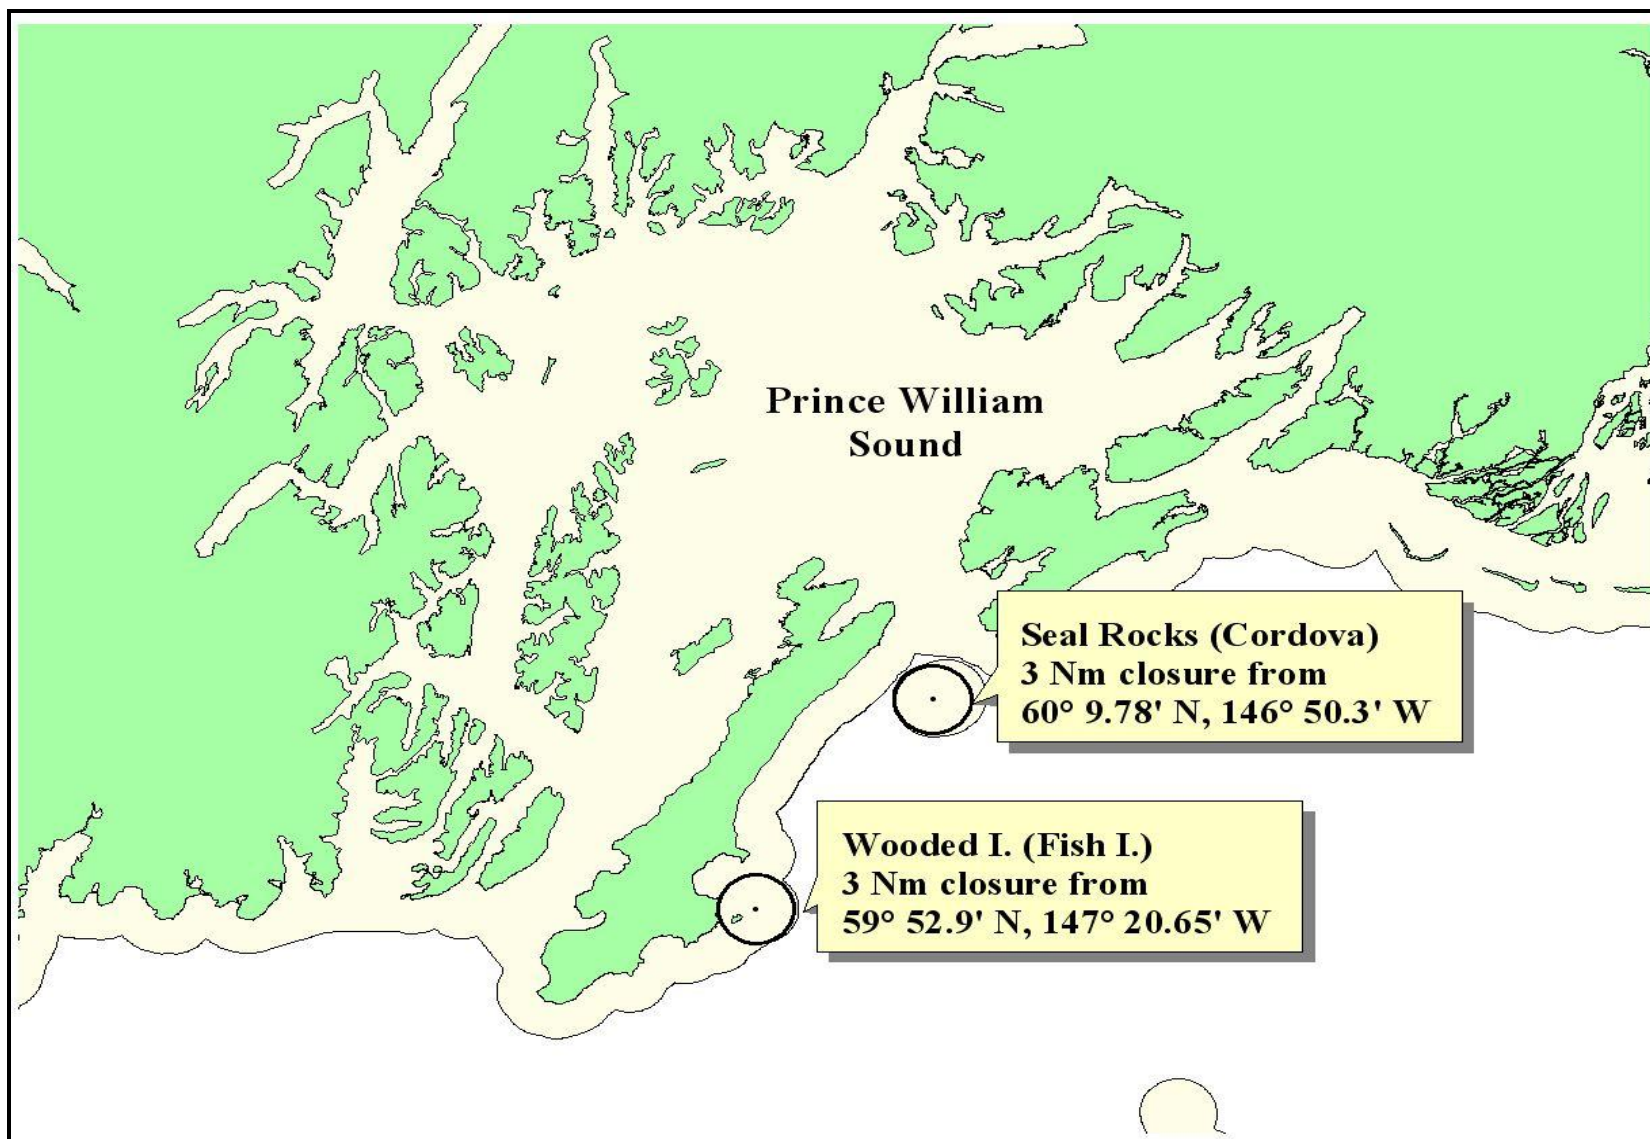 Prince William
Sound
Seal Rocks (Cordova)
3 Nm closure from
60° 9.78' N, 146° 50.3' W
Wooded I. (Fish I.)
3 Nm closure from
59° 52.9' N, 147° 20.65' W